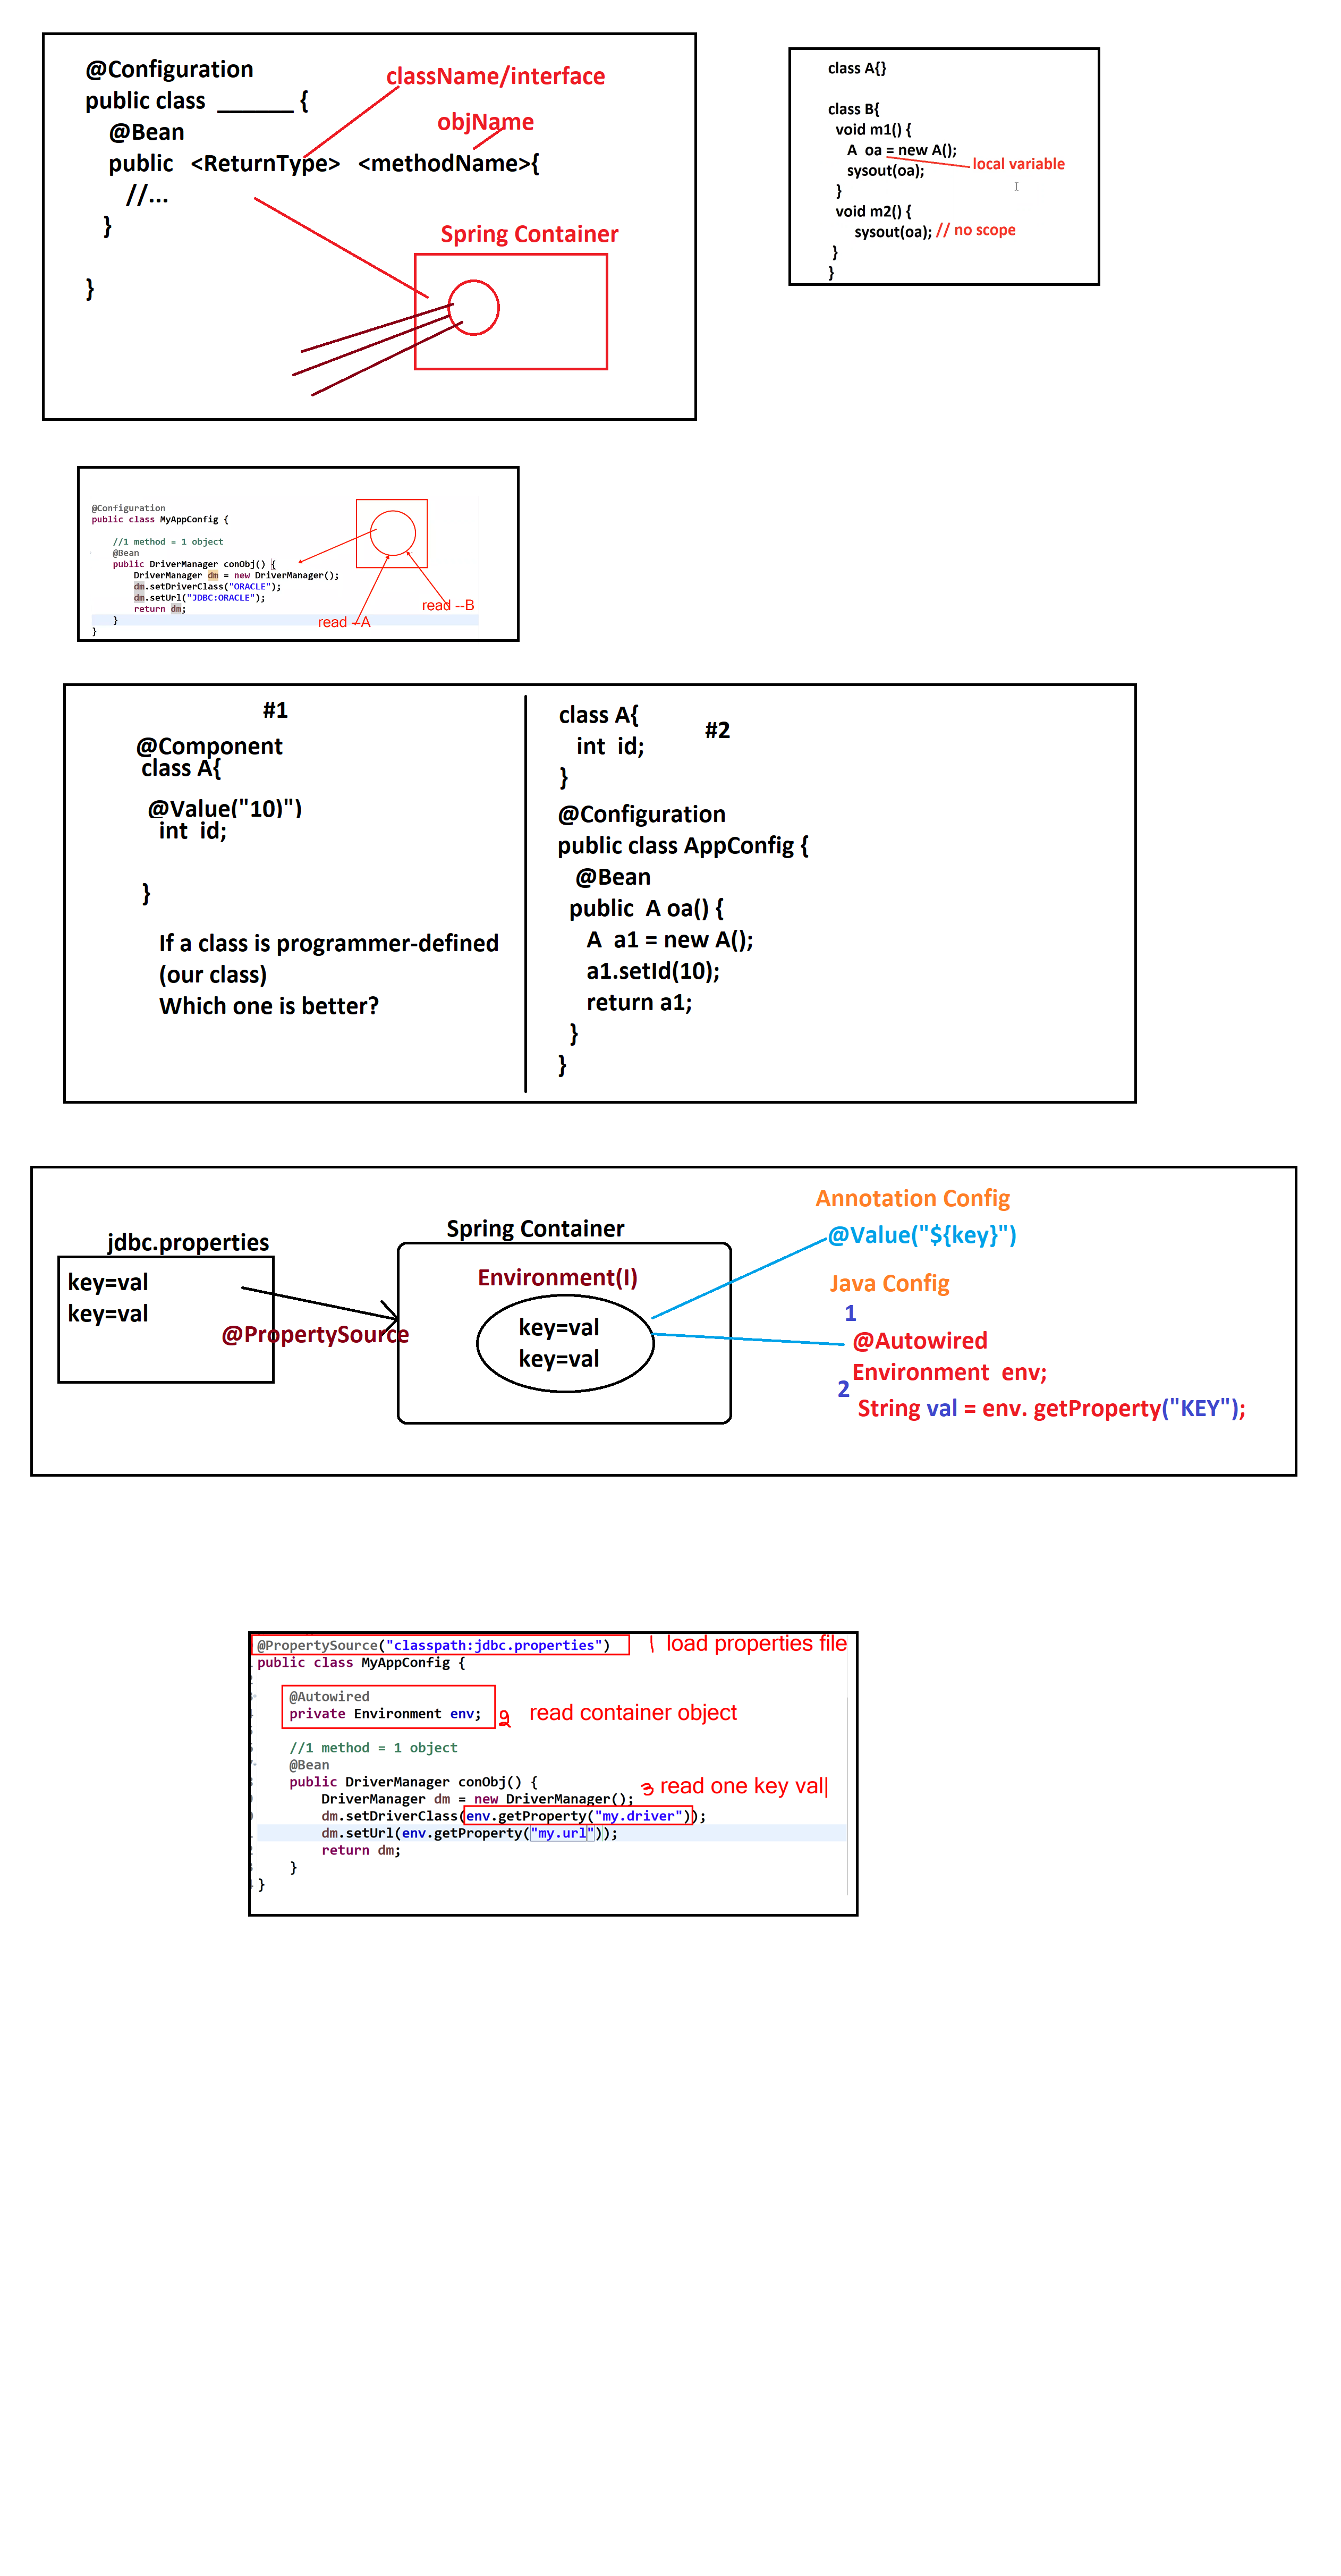 @Configuration
public class ______ {
@Bean
public <ReturnType> <methodName>{
//...
}
}
className/interface
objName
Spring Container
class A{}
class B{
void m1() {
A oa = new A();
sysout(oa);
}
void m2() {
sysout(oa); // no scope
}
}
local variable
@Configuration
public class MyAppConfig {
//1 method = 1 object
@Bean
public DriverManager conObj() {
DriverManager dm = new DriverManager();
dm.setDriverClass("ORACLE");
dm.setUrl("JDBC:ORACLE");
return dm;
}
}
read --B
read --A
#1
@Component
class A{
@Value("10)")
int id;
}
If a class is programmer-defined
(our class)
Which one is better?
class A{
#2
int id;
}
@Configuration
public class AppConfig {
@Bean
public A oa() {
A a1 = new A();
a1.setId(10);
return a1;
}
}
jdbc.properties
key=val
key=val
@PropertySource
Spring Container
Environment(I)
key=val
key=val
Annotation Config
@Value("${key}")
Java Config
1
@Autowired
Environment env;
2
String val = env. getProperty("KEY");
@PropertySource("classpath:jdbc.properties")
1 load properties file
public class MyAppConfig {
@Autowired
private Environment env;
2 read container object
//1 method = 1 object
@Bean
public DriverManager conObj() {
3 read one key val
DriverManager dm = new DriverManager();
dm.setDriverClass(env.getProperty("my.driver"));
dm.setUrl(env.getProperty("my.url"));
return dm;
}
}